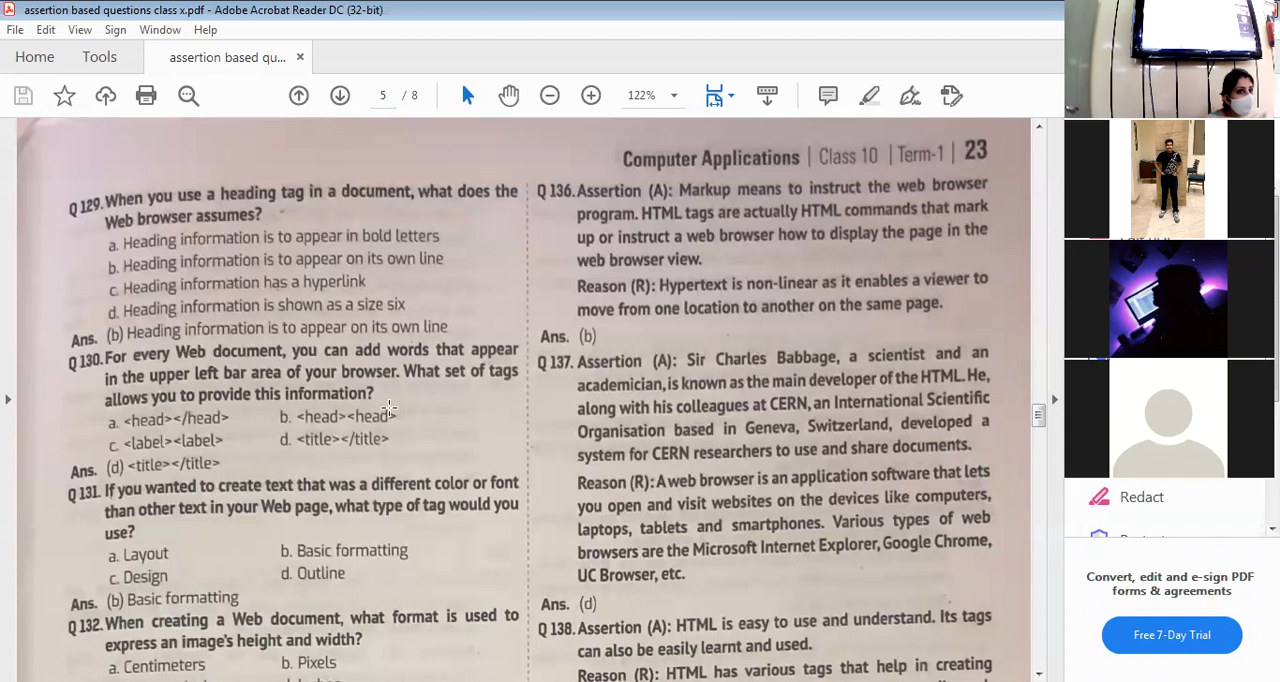 assertion based questions class x.pdf - Adobe Acrobat Reader DC (32-bit)
File Edit View Sign Window Help
Home Tools assertion based qu... ×
5 / 8 122%
Computer Applications | Class 10 | Term-1 | 23
Q 129. When you use a heading tag in a document, what does the
Web browser assumes?
a. Heading information is to appear in bold letters
b. Heading information is to appear on its own line
c. Heading information has a hyperlink
d. Heading information is shown as a size six
Ans. (b) Heading information is to appear on its own line
Q 130. For every Web document, you can add words that appear
in the upper left bar area of your browser. What set of tags
allows you to provide this information?
a. <head></head> b. <head><head>
c. <label><label> d. <title></title>
Ans. (d) <title></title>
Q 131. If you wanted to create text that was a different color or font
than other text in your Web page, what type of tag would you
use?
a. Layout b. Basic formatting
c. Design d. Outline
Ans. (b) Basic formatting
Q 132. When creating a Web document, what format is used to
express an image's height and width?
a. Centimeters b. Pixels
Q 136. Assertion (A): Markup means to instruct the web browser
program. HTML tags are actually HTML commands that mark
up or instruct a web browser how to display the page in the
web browser view.
Reason (R): Hypertext is non-linear as it enables a viewer to
move from one location to another on the same page.
Ans. (b)
Q 137. Assertion (A): Sir Charles Babbage, a scientist and an
academician, is known as the main developer of the HTML. He,
along with his colleagues at CERN, an International Scientific
Organisation based in Geneva, Switzerland, developed a
system for CERN researchers to use and share documents.
Reason (R): A web browser is an application software that lets
you open and visit websites on the devices like computers,
laptops, tablets and smartphones. Various types of web
browsers are the Microsoft Internet Explorer, Google Chrome,
UC Browser, etc.
Ans. (d)
Q 138. Assertion (A): HTML is easy to use and understand. Its tags
can also be easily learnt and used.
Reason (R): HTML has various tags that help in creating
Redact
Convert, edit and e-sign PDF
forms & agreements
Free 7-Day Trial